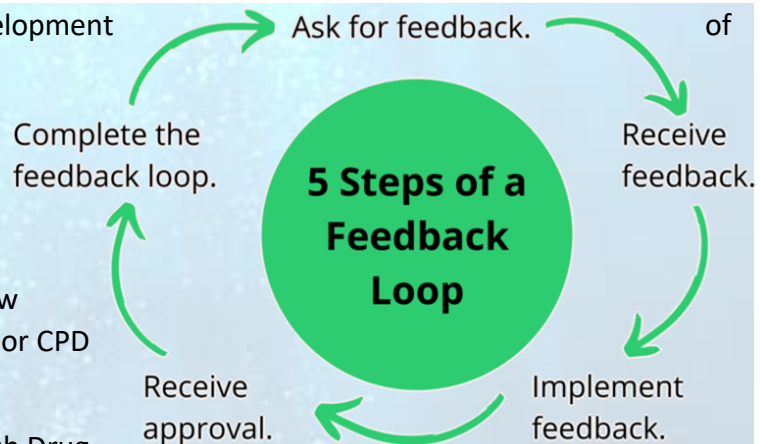 Ask for feedback.
of
Complete the
feedback loop.
Receive
feedback.
5 Steps of a
Feedback
Loop
or CPD
Receive
approval.
Implement
feedback.